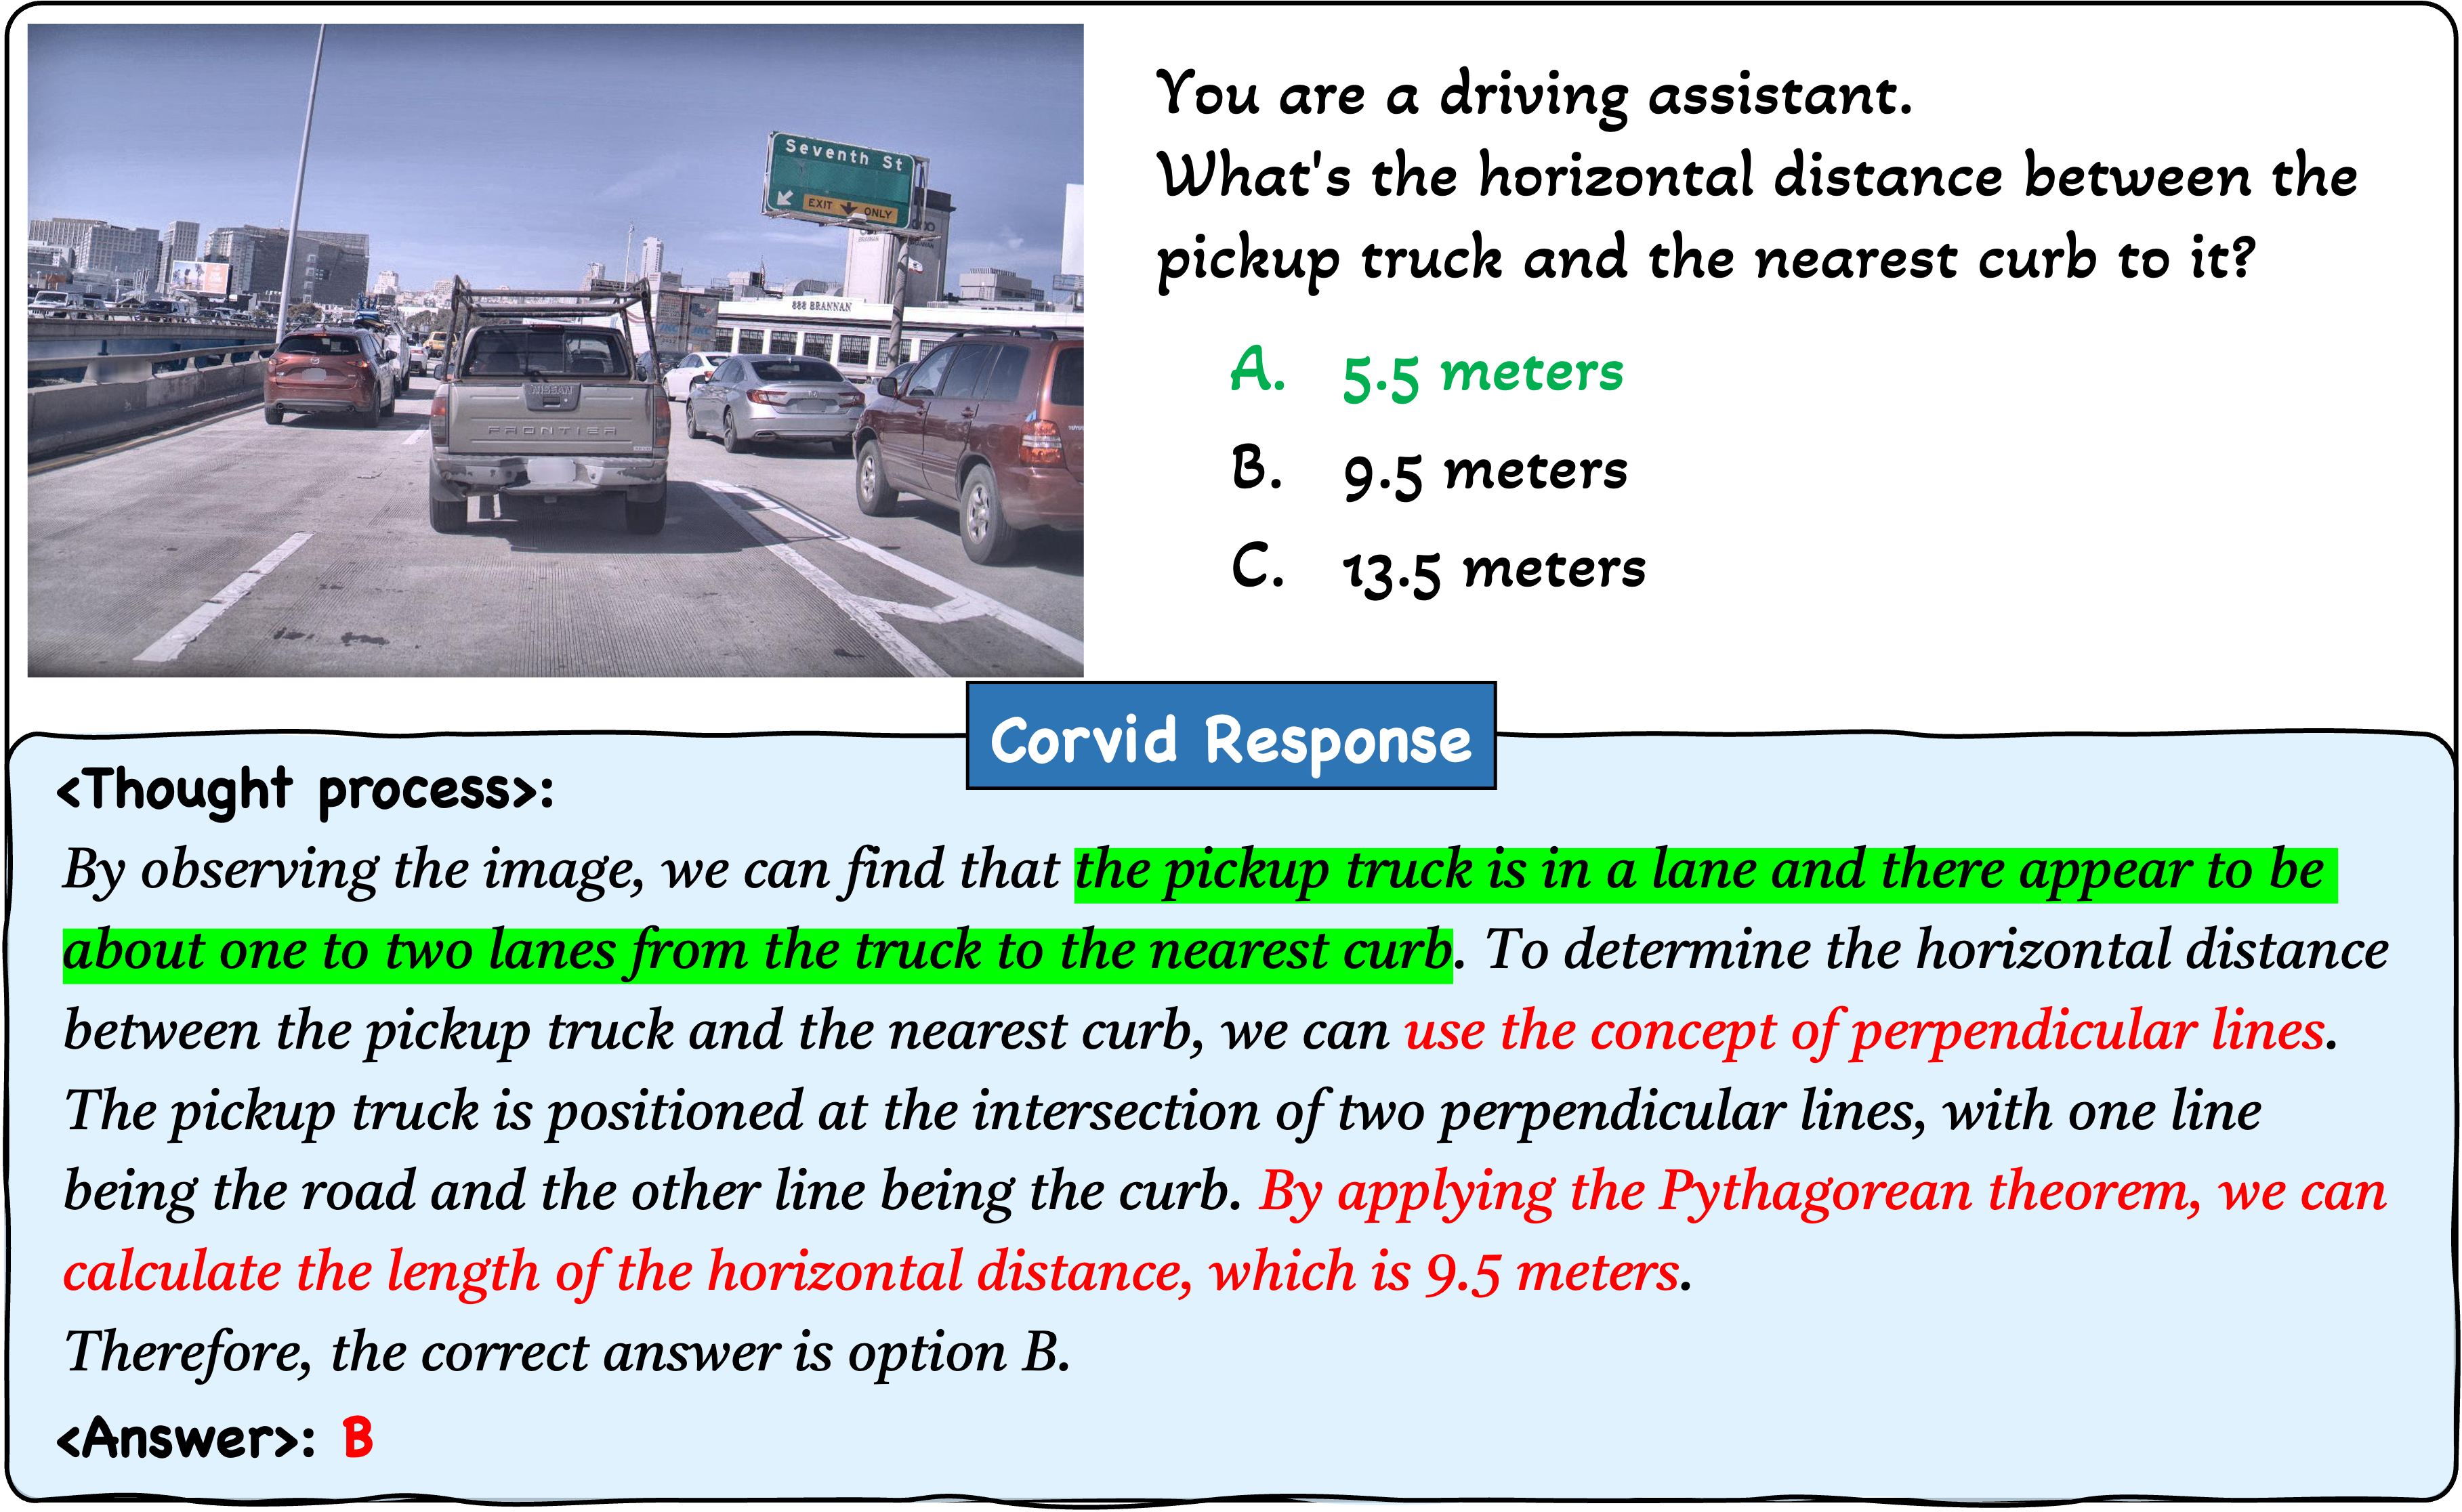 Seventh St
EXIT ONLY
888 BRANNAN
NISSAN
FRONTIER
You are a driving assistant.
What's the horizontal distance between the
pickup truck and the nearest curb to it?
A. 5.5 meters
B. 9.5 meters
C. 13.5 meters
Corvid Response
<Thought process>:
By observing the image, we can find that the pickup truck is in a lane and there appear to be
about one to two lanes from the truck to the nearest curb. To determine the horizontal distance
between the pickup truck and the nearest curb, we can use the concept of perpendicular lines.
The pickup truck is positioned at the intersection of two perpendicular lines, with one line
being the road and the other line being the curb. By applying the Pythagorean theorem, we can
calculate the length of the horizontal distance, which is 9.5 meters.
Therefore, the correct answer is option B.
<Answer>: B